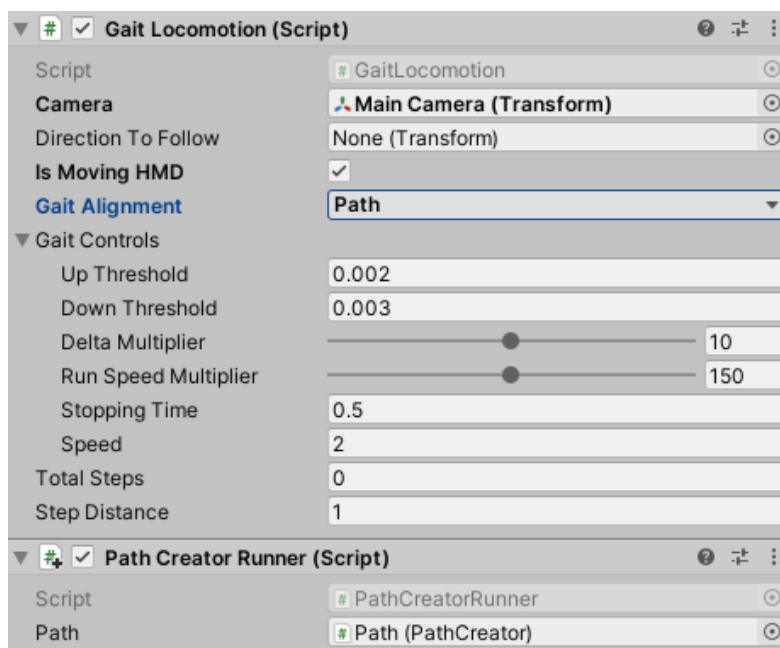 Gait Locomotion (Script)
Script # GaitLocomotion
Camera Main Camera (Transform)
Direction To Follow None (Transform)
Is Moving HMD
Gait Alignment Path
Gait Controls
Up Threshold 0.002
Down Threshold 0.003
Delta Multiplier 10
Run Speed Multiplier 150
Stopping Time 0.5
Speed 2
Total Steps 0
Step Distance 1
Path Creator Runner (Script)
Script # PathCreatorRunner
Path # Path (PathCreator)